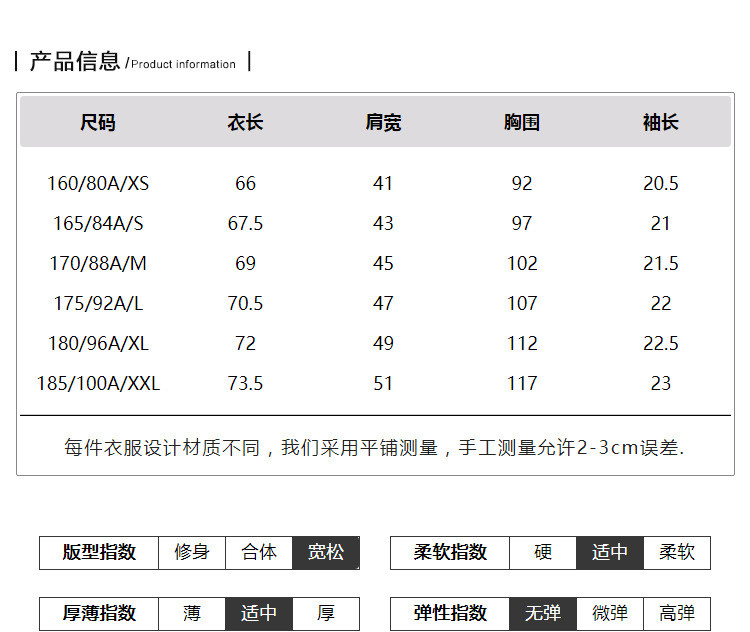 产品信息 /Product information
尺码 衣长 肩宽 胸围 袖长
160/80A/XS 66 41 92 20.5
165/84A/S 67.5 43 97 21
170/88A/M 69 45 102 21.5
175/92A/L 70.5 47 107 22
180/96A/XL 72 49 112 22.5
185/100A/XXL 73.5 51 117 23
每件衣服设计材质不同，我们采用平铺测量，手工测量允许2-3cm误差.
版型指数 修身 合体 宽松 柔软指数 硬 适中 柔软
厚薄指数 薄 适中 厚 弹性指数 无弹 微弹 高弹